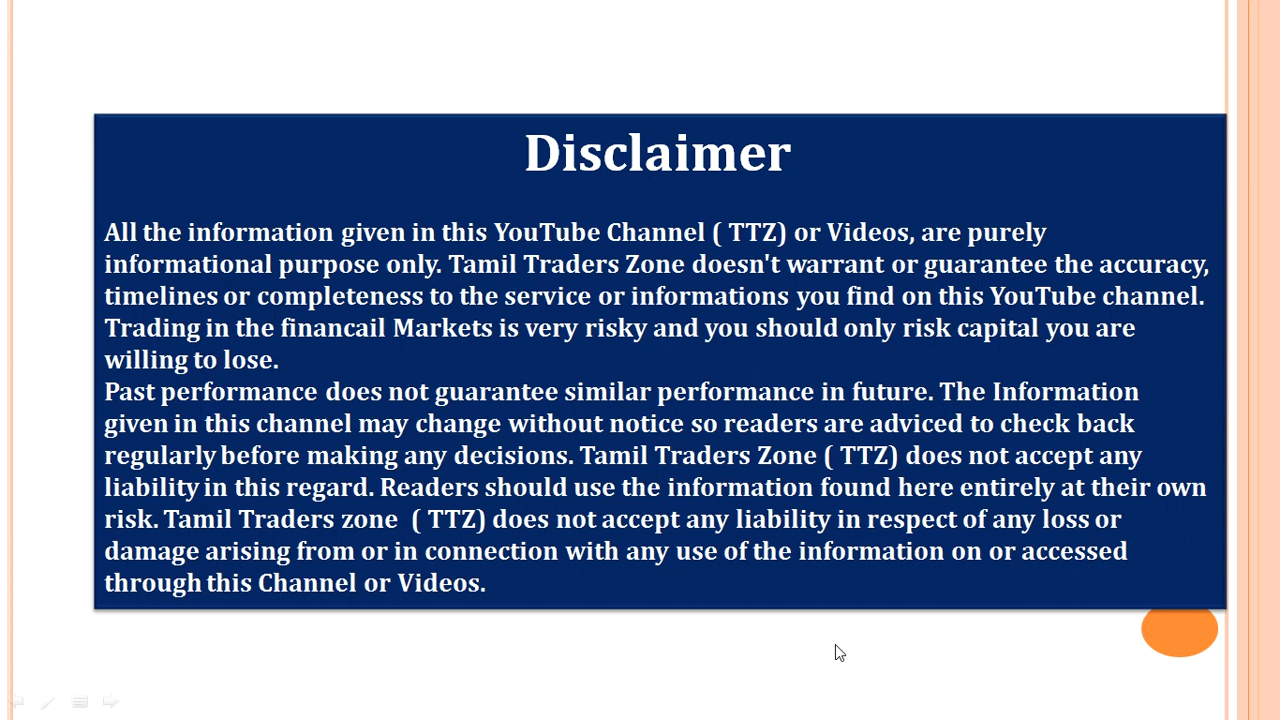 Disclaimer
All the information given in this YouTube Channel ( TTZ) or Videos, are purely
informational purpose only. Tamil Traders Zone doesn't warrant or guarantee the accuracy,
timelines or completeness to the service or informations you find on this YouTube channel.
Trading in the financail Markets is very risky and you should only risk capital you are
willing to lose.
Past performance does not guarantee similar performance in future. The Information
given in this channel may change without notice so readers are adviced to check back
regularly before making any decisions. Tamil Traders Zone ( TTZ) does not accept any
liability in this regard. Readers should use the information found here entirely at their own
risk. Tamil Traders zone  ( TTZ) does not accept any liability in respect of any loss or
damage arising from or in connection with any use of the information on or accessed
through this Channel or Videos.